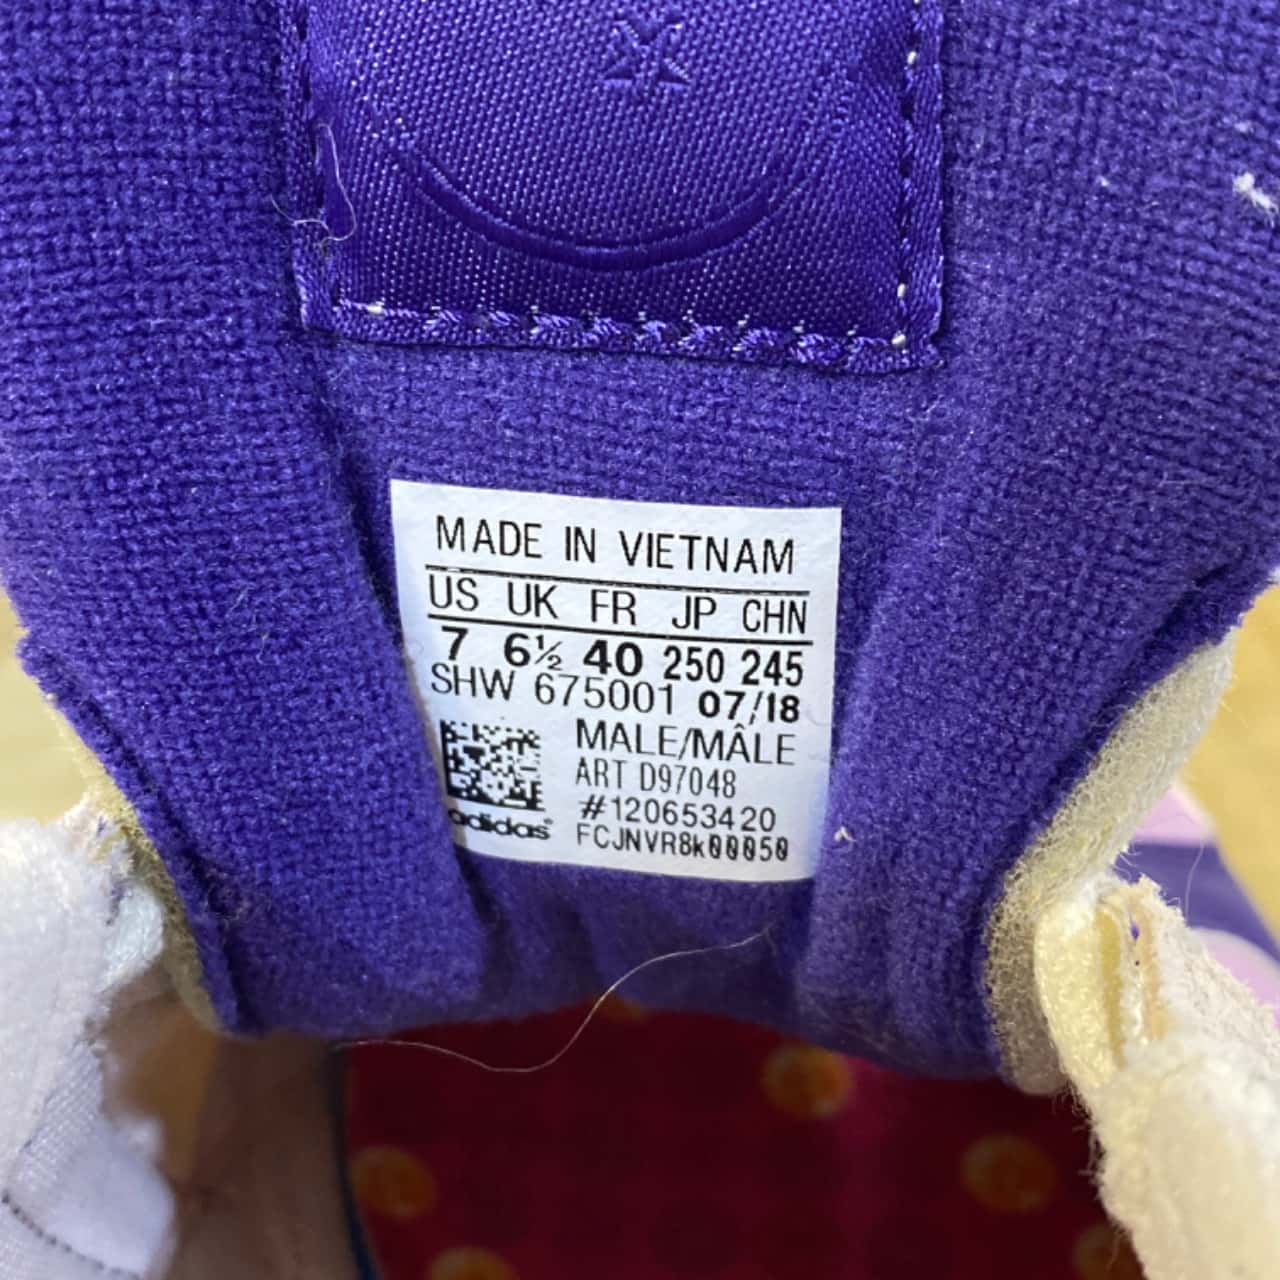 MADE IN VIETNAM
US UK FR JP CHN
7 6½ 40 250 245
SHW 675001 07/18
MALE/MÂLE
ART D97048
#120653420
adidas®
FCJNVR8k00050